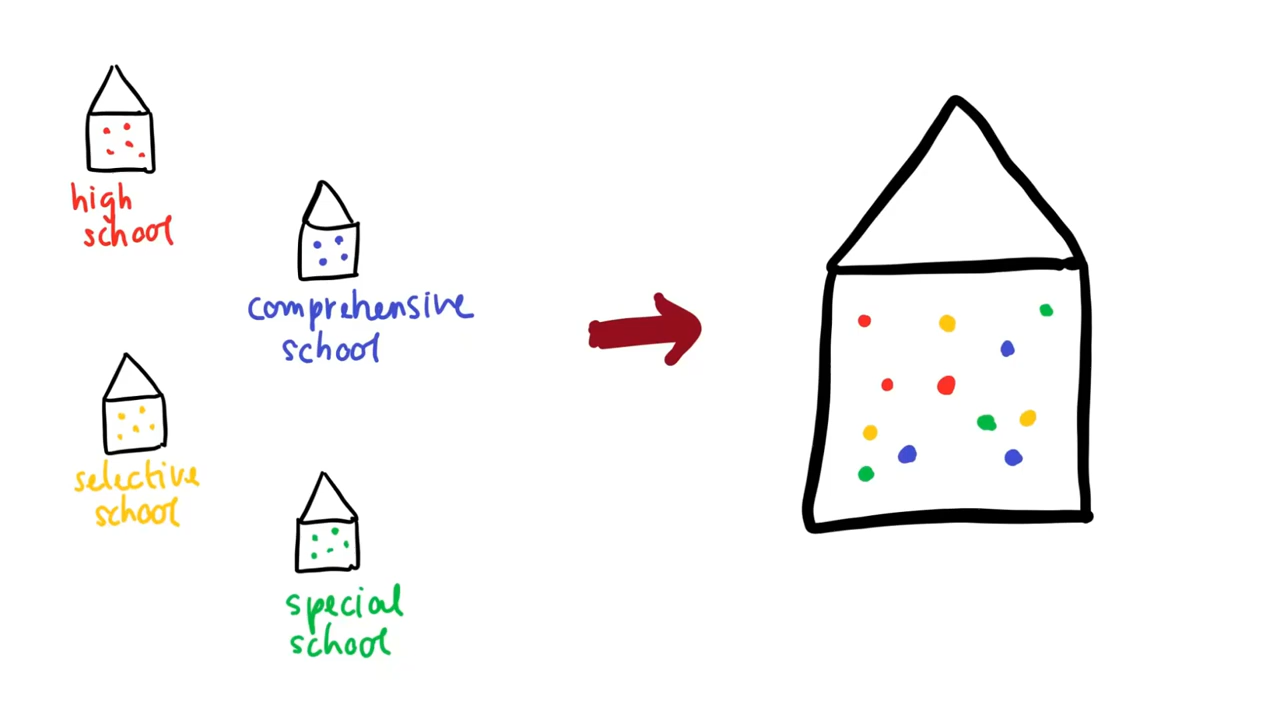 high
school
comprehensive
school
selective
school
special
school